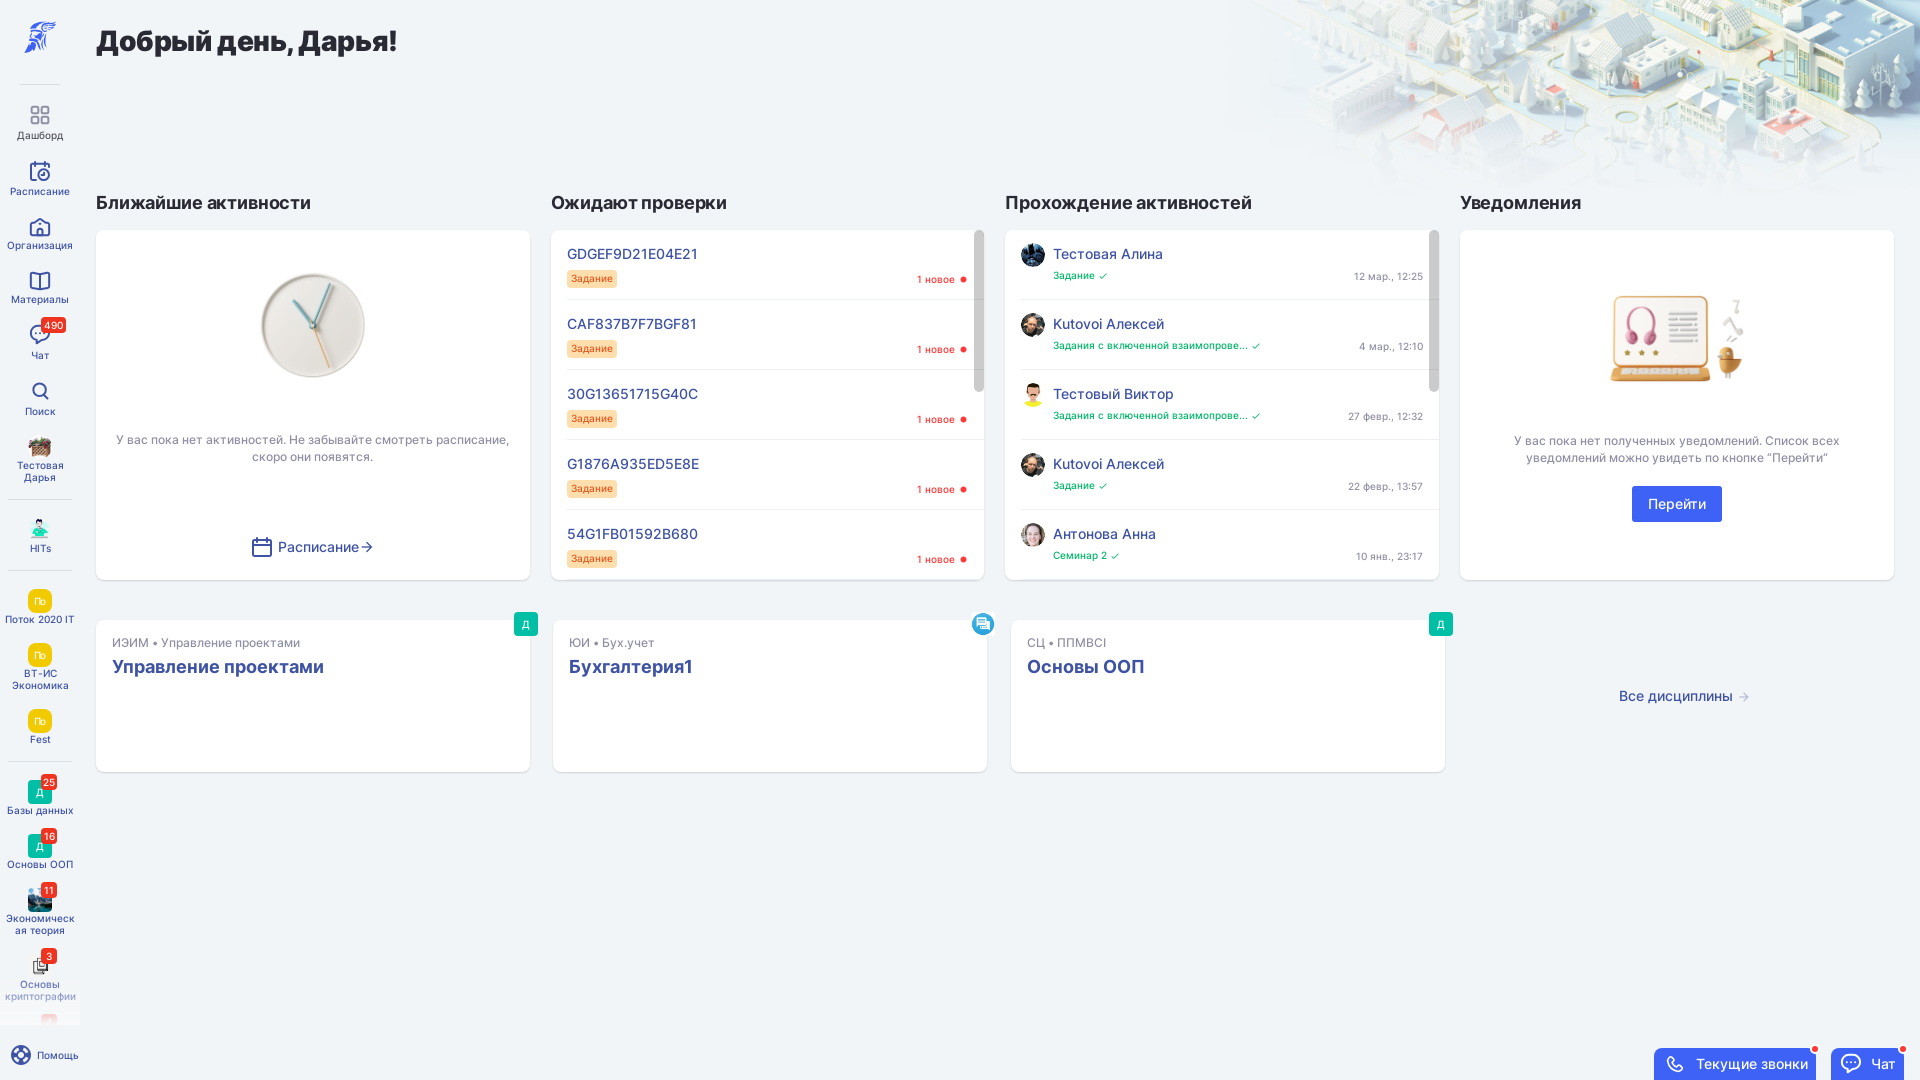 Добрый день, Дарья!
Дашборд
Расписание
Организация
Материалы
490
Чат
Поиск
Тестовая
Дарья
HITs
По
Поток 2020 IT
По
ВТ-ИС
Экономика
По
Fest
25
Д
Базы данных
16
Д
Основы ООП
11
Экономическ
ая теория
3
Основы
криптографии
Помощь
Ближайшие активности
У вас пока нет активностей. Не забывайте смотреть расписание,
скоро они появятся.
Расписание
Ожидают проверки
GDGEF9D21E04E21
Задание
1 новое
CAF837B7F7BGF81
Задание
1 новое
30G13651715G40C
Задание
1 новое
G1876A935ED5E8E
Задание
1 новое
54G1FB01592B680
Задание
1 новое
Прохождение активностей
Тестовая Алина
Задание
12 мар., 12:25
Kutovoi Алексей
Задания с включенной взаимопрове...
4 мар., 12:10
Тестовый Виктор
Задания с включенной взаимопрове...
27 февр., 12:32
Kutovoi Алексей
Задание
22 февр., 13:57
Антонова Анна
Семинар 2
10 янв., 23:17
Уведомления
У вас пока нет полученных уведомлений. Список всех
уведомлений можно увидеть по кнопке “Перейти”
Перейти
Д
ИЭИМ • Управление проектами
Управление проектами
ЮИ • Бух.учет
Бухгалтерия1
Д
СЦ • ППМВСІ
Основы ООП
Все дисциплины
Текущие звонки
Чат